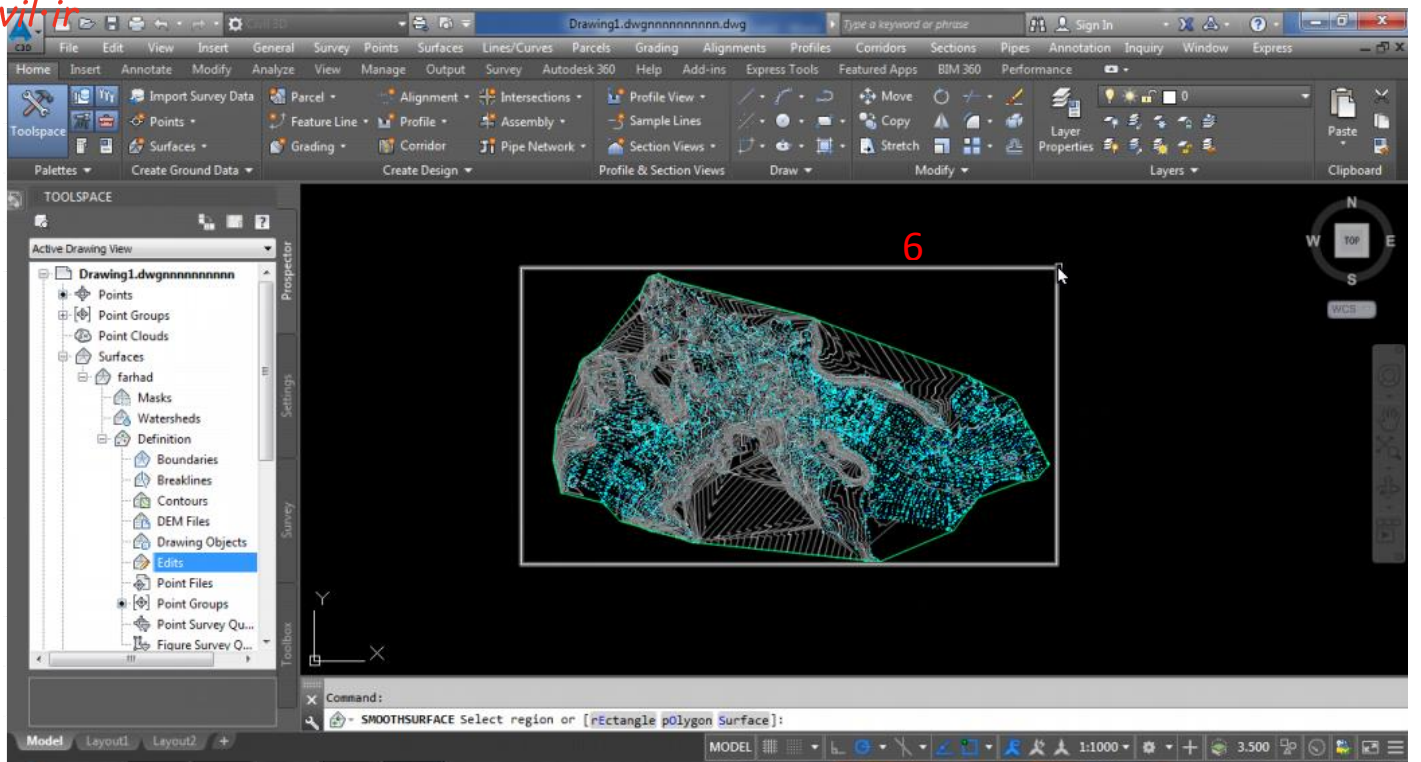 vil.ir
Drawing1.dwgnnnnnnnnnn.dwg
Type a keyword or phrase
Sign In
C3D File Edit View Insert General Survey Points Surfaces Lines/Curves Parcels Grading Alignments Profiles Corridors Sections Pipes Annotation Inquiry Window Express
Home Insert Annotate Modify Analyze View Manage Output Survey Autodesk 360 Help Add-ins Express Tools Featured Apps BIM 360 Performance
Import Survey Data Parcel Alignment Intersections Profile View Move 0
Toolspace Points Feature Line Profile Assembly Sample Lines Copy Layer Properties Paste
Surfaces Grading Corridor Pipe Network Section Views Stretch
Palettes Create Ground Data Create Design Profile & Section Views Draw Modify Layers Clipboard
TOOLSPACE
Active Drawing View
Drawing1.dwgnnnnnnnnnn
Points
Point Groups
Point Clouds
Surfaces
farhad
Masks
Watersheds
Definition
Boundaries
Breaklines
Contours
DEM Files
Drawing Objects
Edits
Point Files
Point Groups
Point Survey Qu...
Figure Survey Q...
Prospector
Settings
Survey
Toolbox
6
N
W TOP E
S
WCS
Y
X
Command:
SMOOTHSURFACE Select region or [rEctangle pOlygon Surface]:
Model Layout1 Layout2 +
MODEL 1:1000 3.500